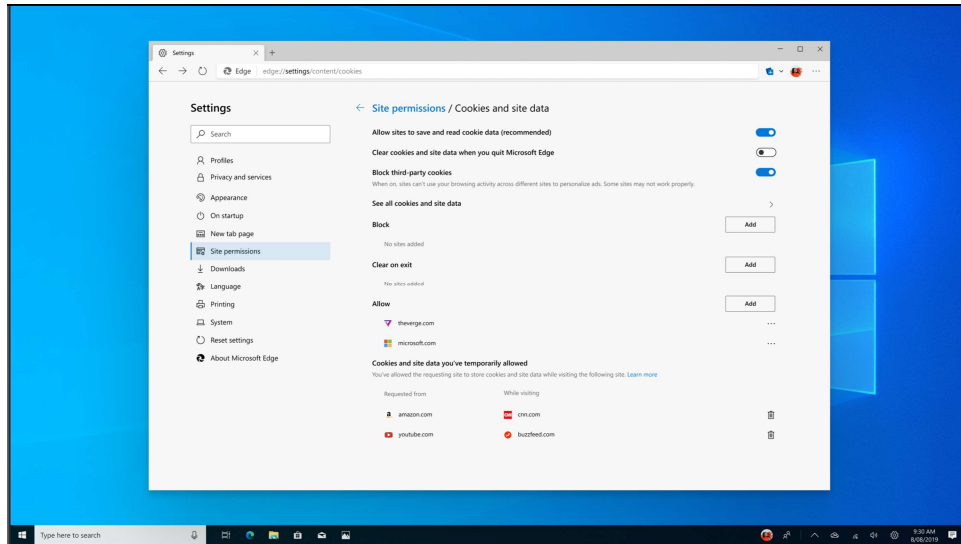 Settings
Edge edge://settings/content/cookies
Settings
Search
Profiles
Privacy and services
Appearance
On startup
New tab page
Site permissions
Downloads
Language
Printing
System
Reset settings
About Microsoft Edge
Site permissions / Cookies and site data
Allow sites to save and read cookie data (recommended)
Clear cookies and site data when you quit Microsoft Edge
Block third-party cookies
When on, sites can't use your browsing activity across different sites to personalize ads. Some sites may not work properly.
See all cookies and site data
Block Add
No sites added
Clear on exit Add
No sites added
Allow Add
theverge.com
microsoft.com
Cookies and site data you've temporarily allowed
You've allowed the requesting site to store cookies and site data while visiting the following site. Learn more
Requested from While visiting
amazon.com cnn.com
youtube.com buzzfeed.com
Type here to search
9:30 AM
8/08/2019